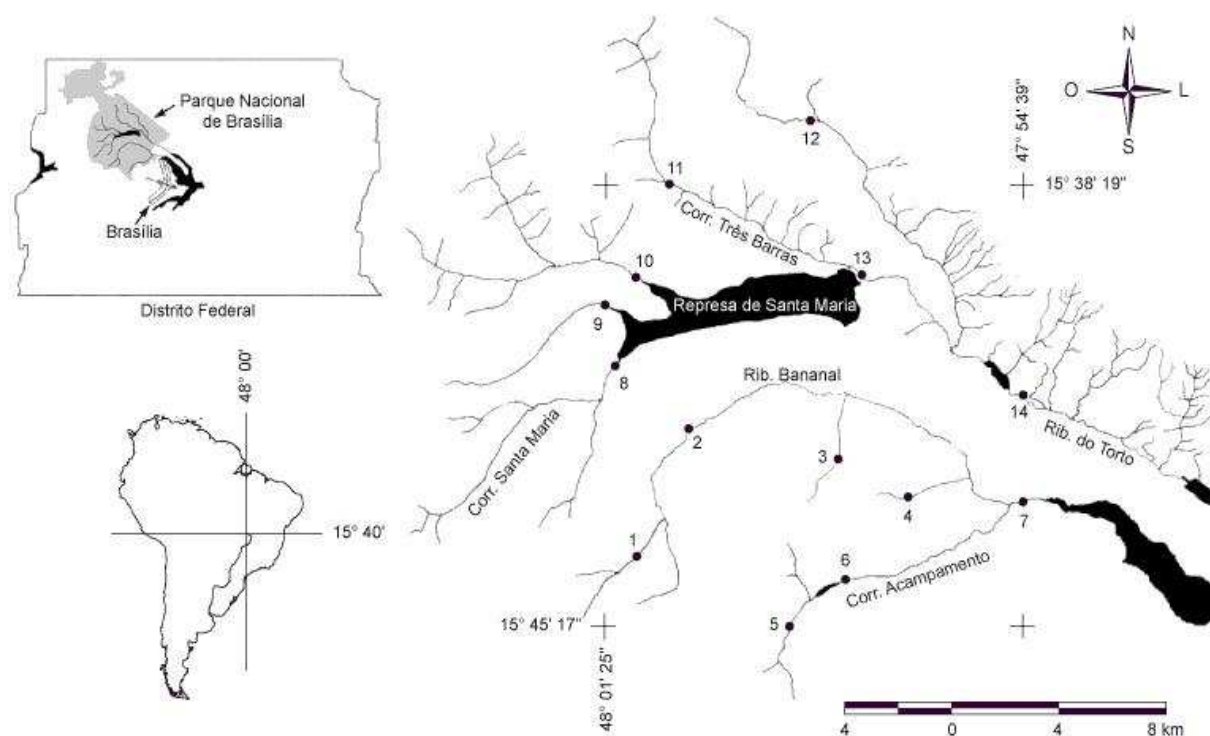 Parque Nacional
de Brasília
Brasília
Distrito Federal
48° 00'
15° 40'
N
O
L
S
47° 54' 39"
15° 38' 19"
12
11
Corr. Três Barras
13
10
Represa de Santa Maria
9
8
Rib. Bananal
14
Rib. do Torto
Corr. Santa Maria
2
3
4
7
1
6
Corr. Acampamento
5
15° 45' 17"
48° 01' 25"
4
0
4
8 km